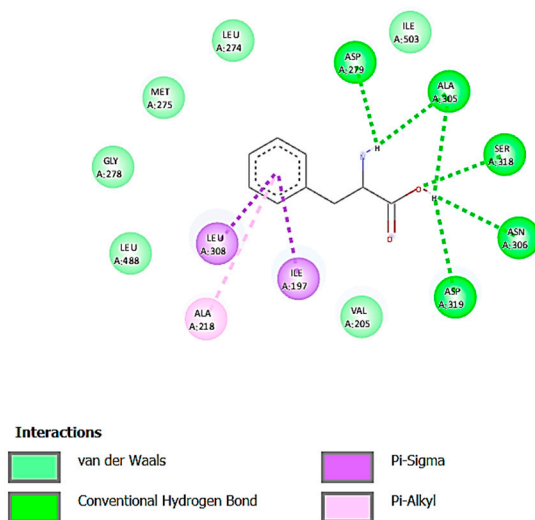 LEU
A:274
ILE
A:503
ASP
A:279
MET
A:275
ALA
A:305
GLY
A:278
SER
A:318
N
H
O
H
O
LEU
A:308
LEU
A:488
ILE
A:197
ASN
A:306
ASP
A:319
ALA
A:218
VAL
A:205
Interactions
van der Waals
Conventional Hydrogen Bond
Pi-Sigma
Pi-Alkyl